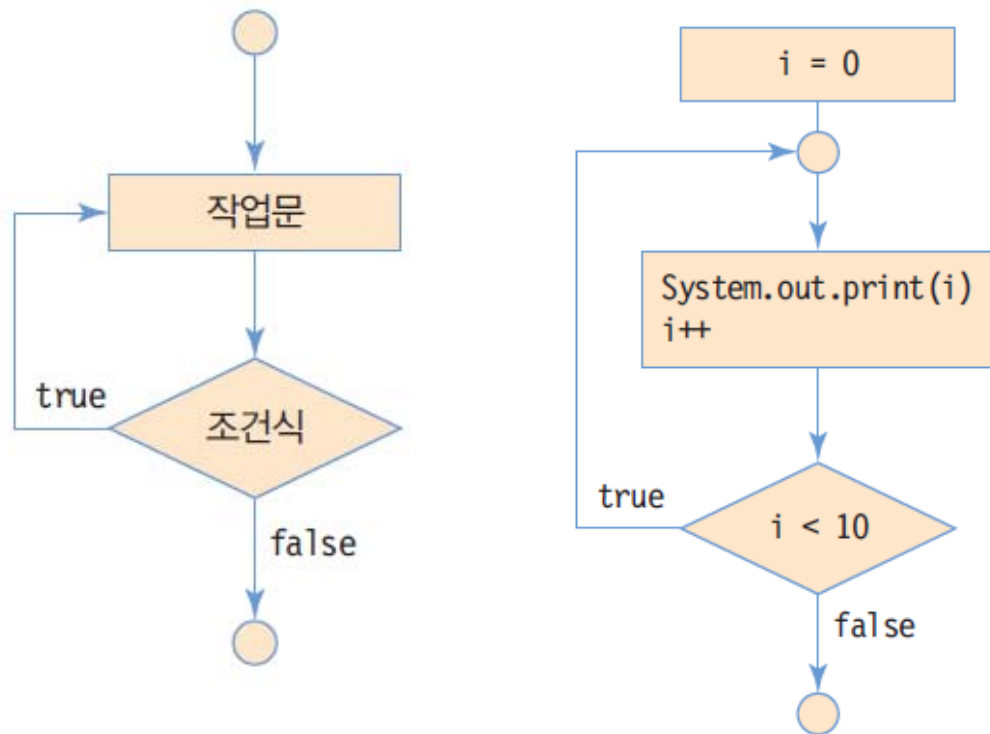 작업문
true
조건식
false
i = 0
System.out.print(i)
i++
true
i < 10
false